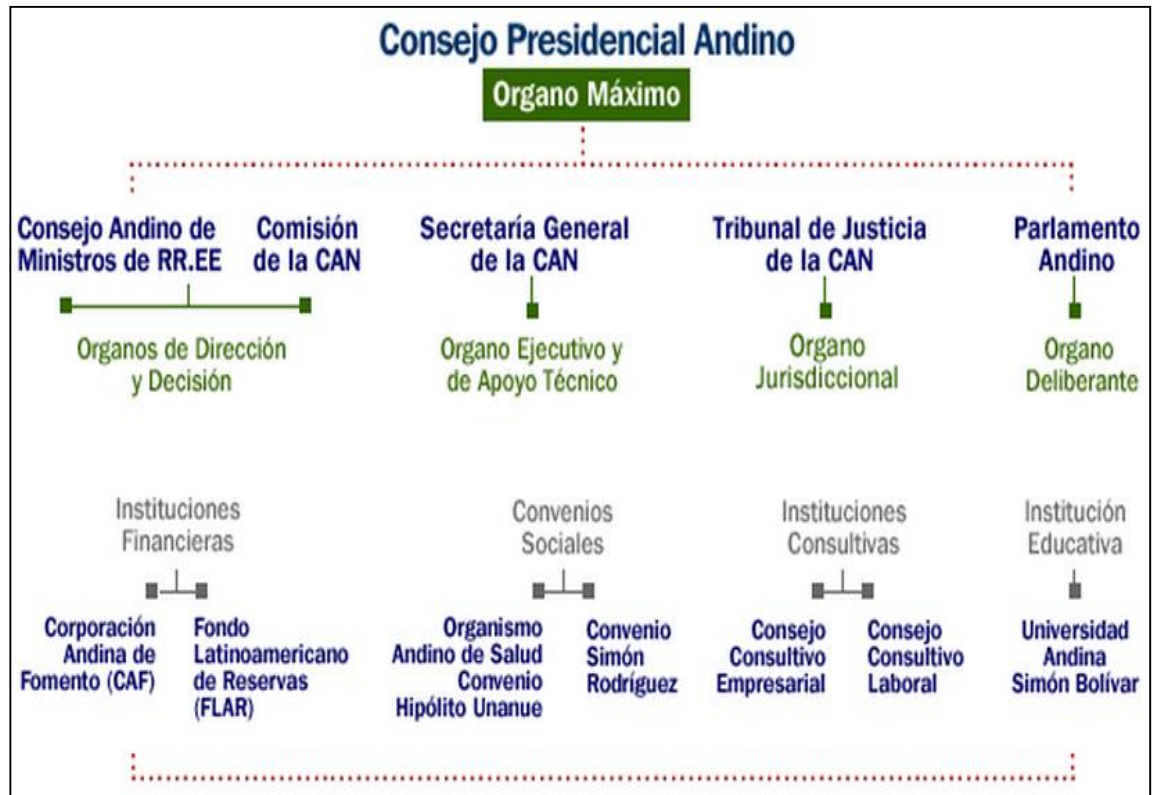 Consejo Presidencial Andino
Organo Máximo
Consejo Andino de
Ministros de RR.EE
Comisión
de la CAN
Secretaría General
de la CAN
Tribunal de Justicia
de la CAN
Parlamento
Andino
Organos de Dirección
y Decisión
Organo Ejecutivo y
de Apoyo Técnico
Organo
Jurisdiccional
Organo
Deliberante
Instituciones
Financieras
Convenios
Sociales
Instituciones
Consultivas
Institución
Educativa
Corporación
Andina de
Fomento (CAF)
Fondo
Latinoamericano
de Reservas
(FLAR)
Organismo
Andino de Salud
Convenio
Hipólito Unanue
Convenio
Simón
Rodríguez
Consejo
Consultivo
Empresarial
Consejo
Consultivo
Laboral
Universidad
Andina
Simón Bolívar